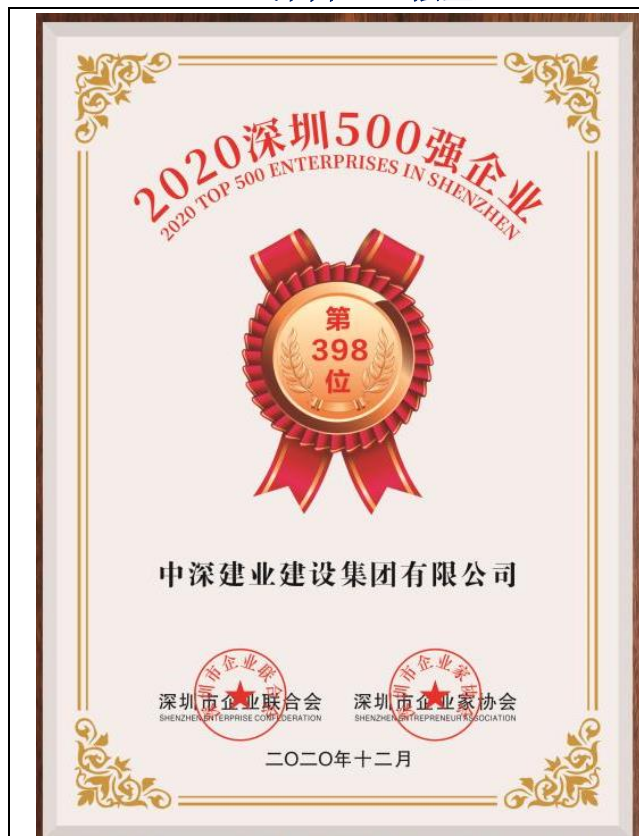 2020深圳500强企业
2020 TOP 500 ENTERPRISES IN SHENZHEN
第
398
位
中深建业建设集团有限公司
深圳市企业联合会
SHENZHEN ENTERPRISE CONFEDERATION
深圳市企业家协会
SHENZHEN ENTREPRENEUR ASSOCIATION
二〇二〇年十二月